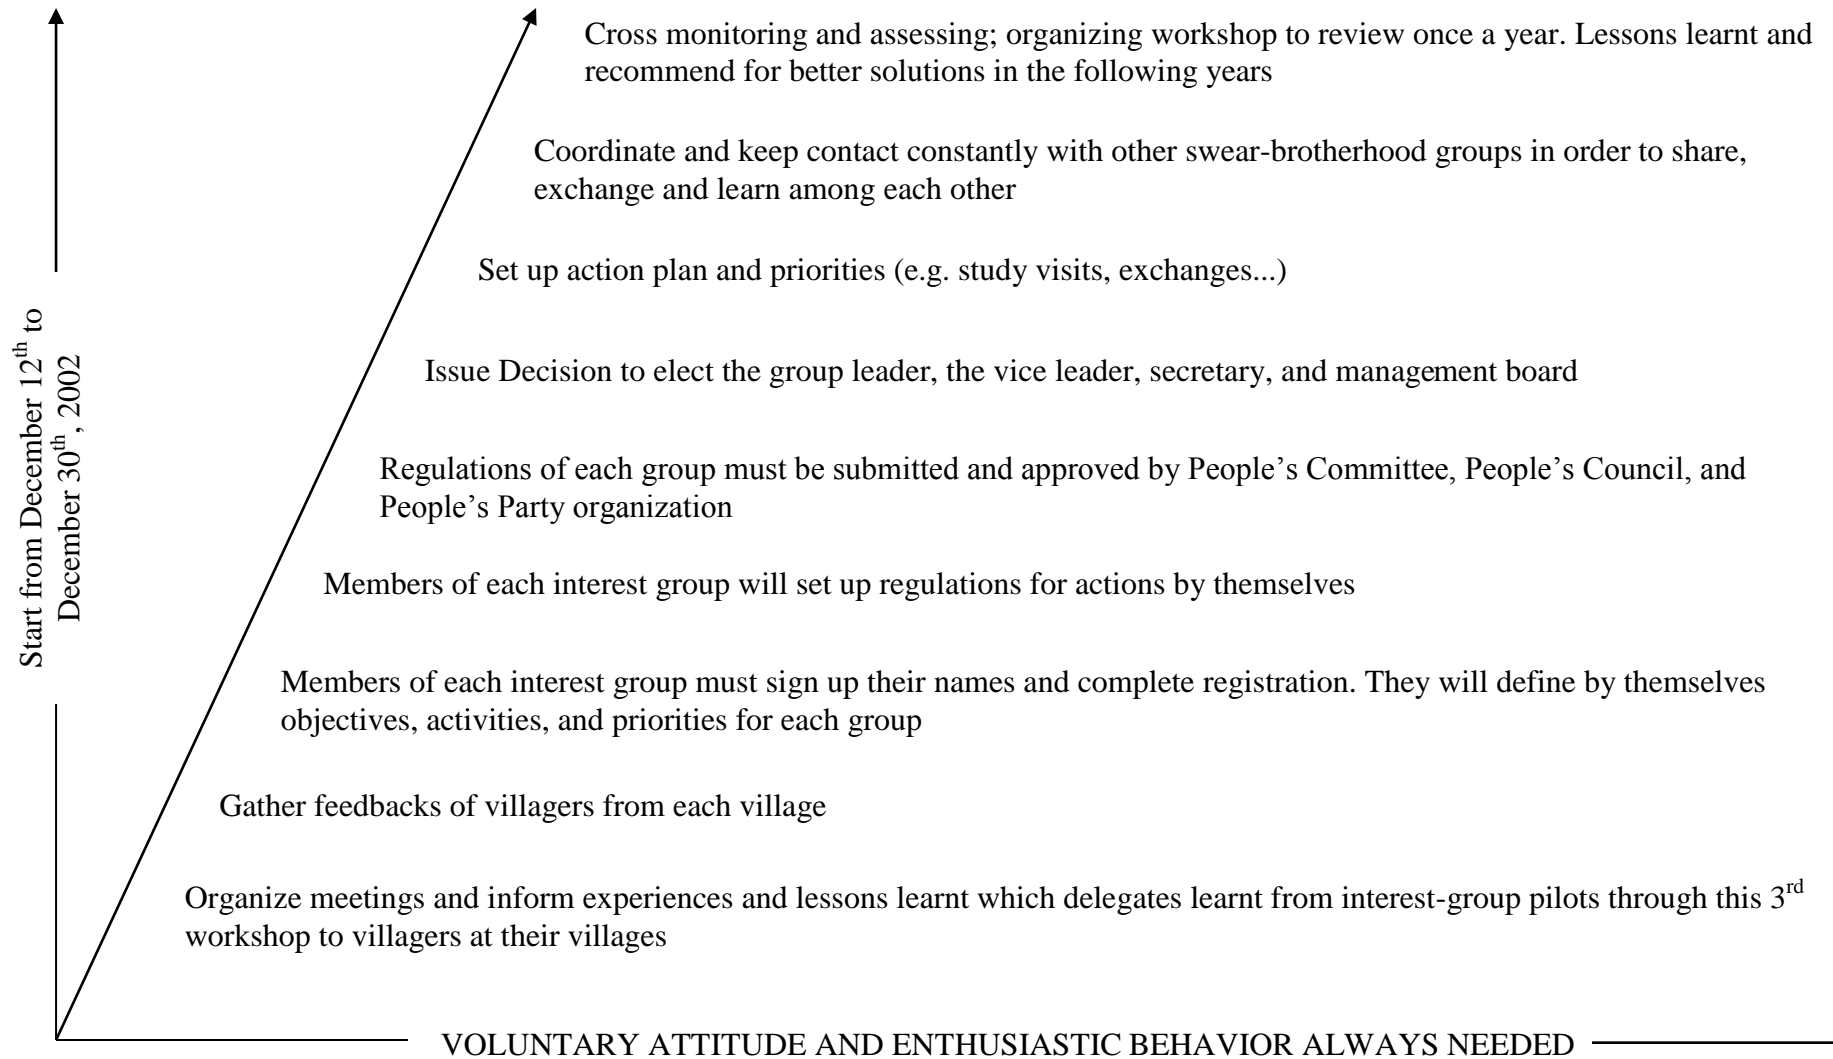 Cross monitoring and assessing; organizing workshop to review once a year. Lessons learnt and
recommend for better solutions in the following years
Coordinate and keep contact constantly with other swear-brotherhood groups in order to share,
exchange and learn among each other
Set up action plan and priorities (e.g. study visits, exchanges...)
Issue Decision to elect the group leader, the vice leader, secretary, and management board
Regulations of each group must be submitted and approved by People’s Committee, People’s Council, and
People’s Party organization
Members of each interest group will set up regulations for actions by themselves
Members of each interest group must sign up their names and complete registration. They will define by themselves
objectives, activities, and priorities for each group
Gather feedbacks of villagers from each village
Organize meetings and inform experiences and lessons learnt which delegates learnt from interest-group pilots through this 3rd
workshop to villagers at their villages
Start from December 12th to
December 30th, 2002
VOLUNTARY ATTITUDE AND ENTHUSIASTIC BEHAVIOR ALWAYS NEEDED